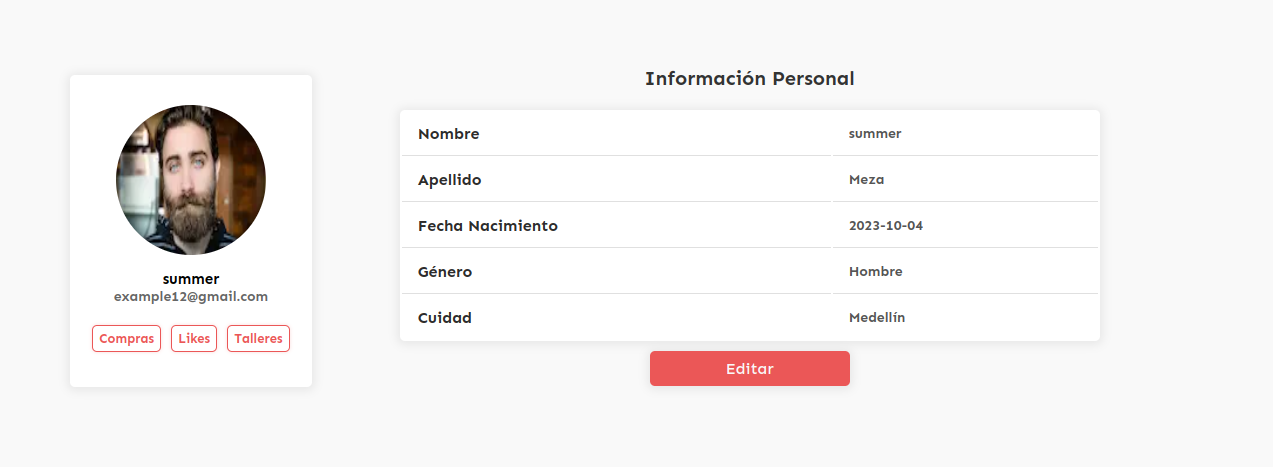 summer
example12@gmail.com
Compras Likes Talleres
Información Personal
Nombre summer
Apellido Meza
Fecha Nacimiento 2023-10-04
Género Hombre
Cuidad Medellín
Editar